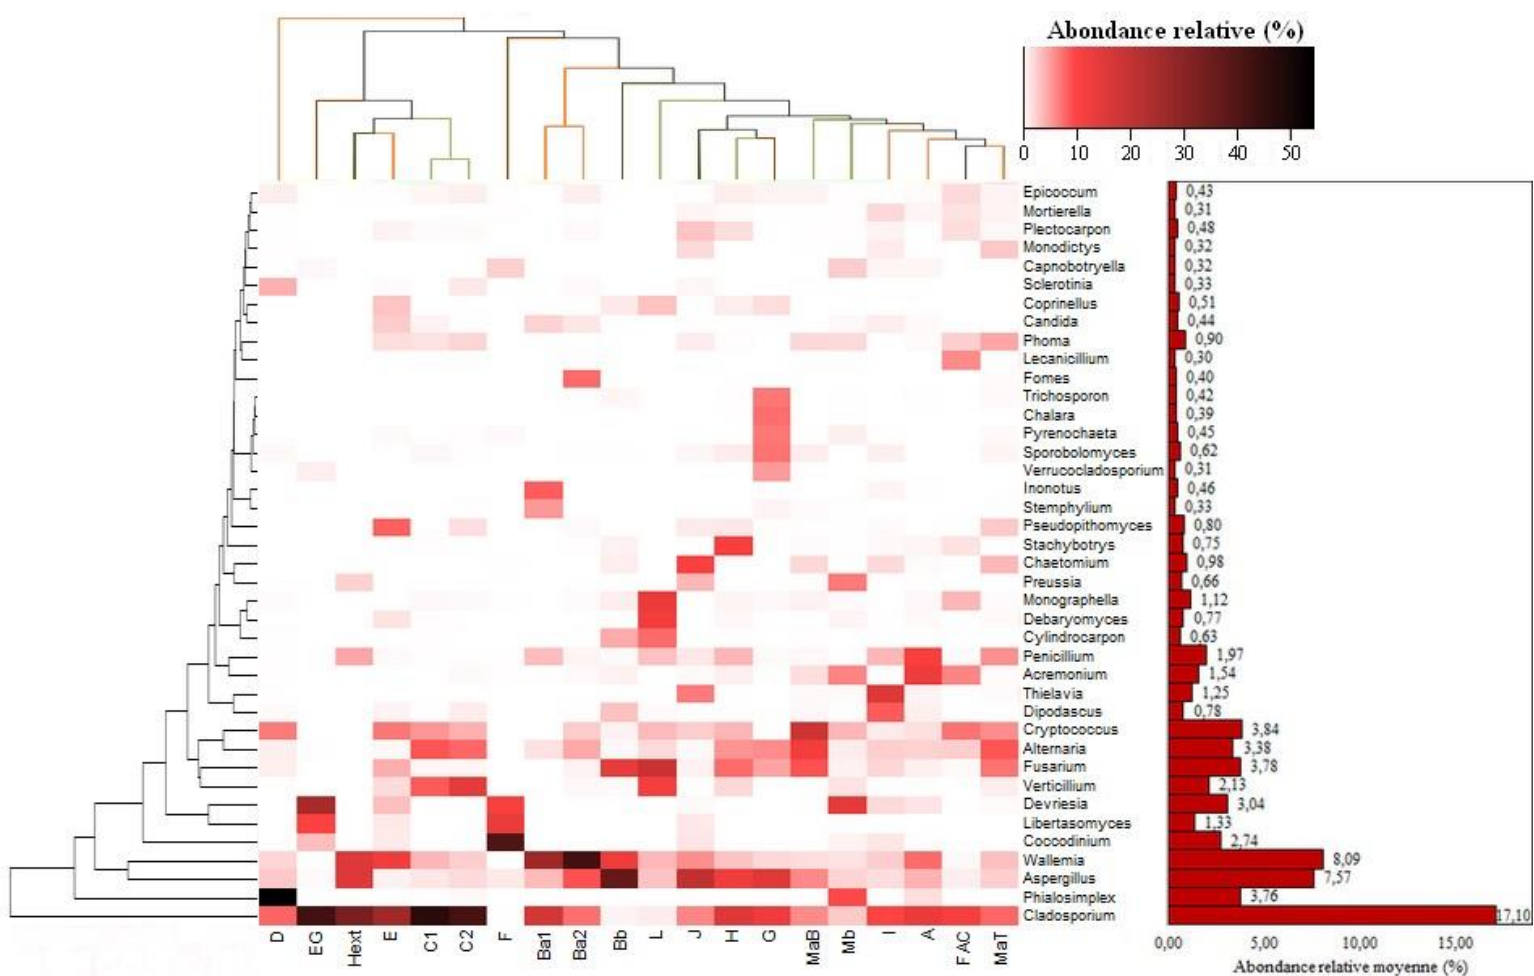 Abondance relative (%)
0 10 20 30 40 50
Epicoccum 0,43
Mortierella 0,31
Plectocarpon 0,48
Monodictys 0,32
Capnobotryella 0,32
Sclerotinia 0,33
Coprinellus 0,51
Candida 0,44
Phoma 0,90
Lecanicillium 0,30
Fomes 0,40
Trichosporon 0,42
Chalara 0,39
Pyrenochaeta 0,45
Sporobolomyces 0,62
Verrucocladosporium 0,31
Inonotus 0,46
Stemphylium 0,33
Pseudopithomyces 0,80
Stachybotrys 0,75
Chaetomium 0,98
Preussia 0,66
Monographella 1,12
Debaryomyces 0,77
Cylindrocarpon 0,63
Penicillium 1,97
Acremonium 1,54
Thielavia 1,25
Dipodascus 0,78
Cryptococcus 3,84
Alternaria 3,38
Fusarium 3,78
Verticillium 2,13
Devriesia 3,04
Libertasomyces 1,33
Coccodinium 2,74
Wallemia 8,09
Aspergillus 7,57
Phialosimplex 3,76
Cladosporium 17,10
D EG Hext E C1 C2 F Ba1 Ba2 Bb L J H G MaB Mb I A FAC MaT
0,00 5,00 10,00 15,00
Abondance relative moyenne (%)